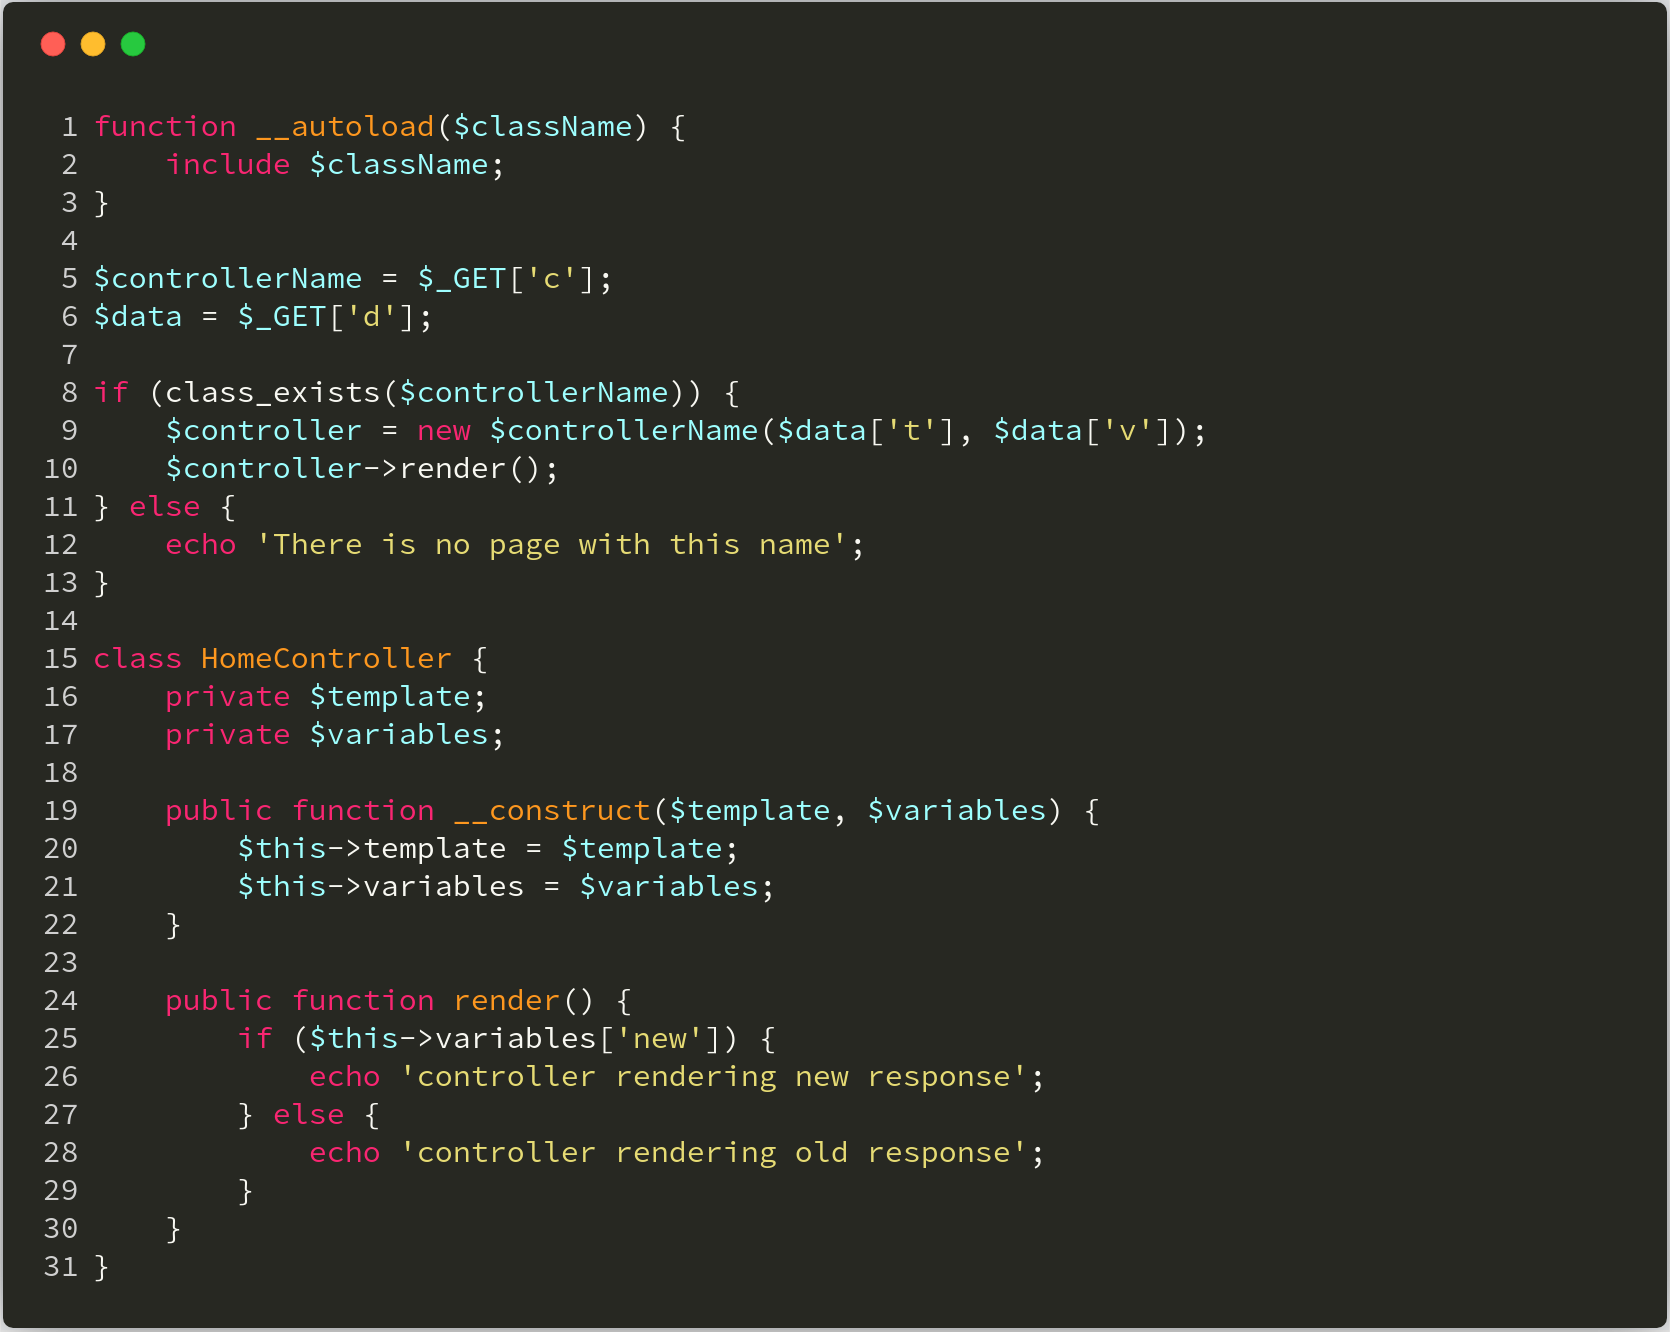 1 function __autoload($className) {
2     include $className;
3 }
4
5 $controllerName = $_GET['c'];
6 $data = $_GET['d'];
7
8 if (class_exists($controllerName)) {
9     $controller = new $controllerName($data['t'], $data['v']);
10     $controller->render();
11 } else {
12     echo 'There is no page with this name';
13 }
14
15 class HomeController {
16     private $template;
17     private $variables;
18
19     public function __construct($template, $variables) {
20         $this->template = $template;
21         $this->variables = $variables;
22     }
23
24     public function render() {
25         if ($this->variables['new']) {
26             echo 'controller rendering new response';
27         } else {
28             echo 'controller rendering old response';
29         }
30     }
31 }